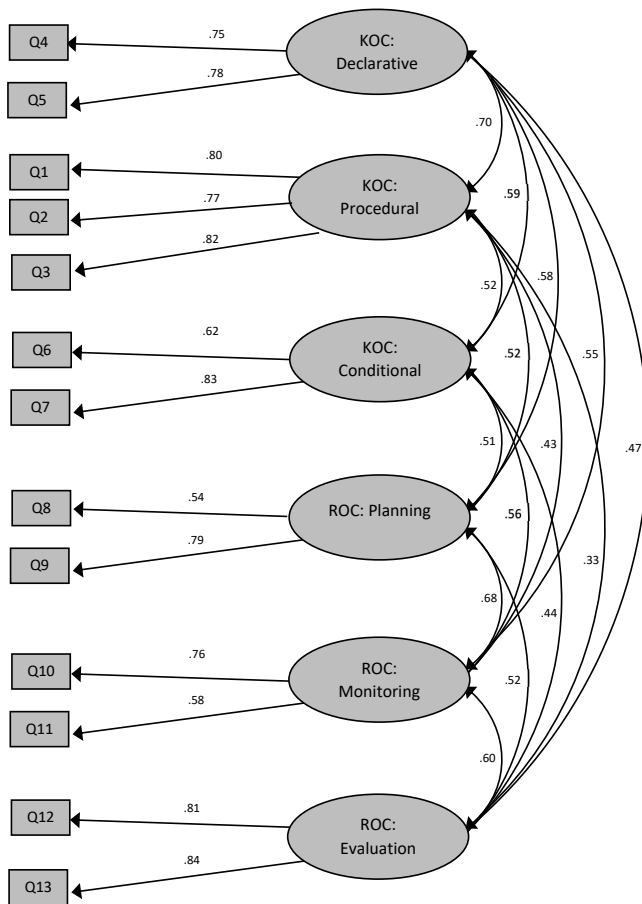 Q4
.75
KOC:
Declarative
Q5
.78
.70
Q1
.80
KOC:
Procedural
Q2
.77
.59
Q3
.82
.52
.58
Q6
.62
KOC:
Conditional
.52
.55
Q7
.83
.51
.43
.47
Q8
.54
ROC: Planning
.56
Q9
.79
.33
.68
.44
Q10
.76
ROC:
Monitoring
.52
Q11
.58
.60
Q12
.81
ROC:
Evaluation
Q13
.84